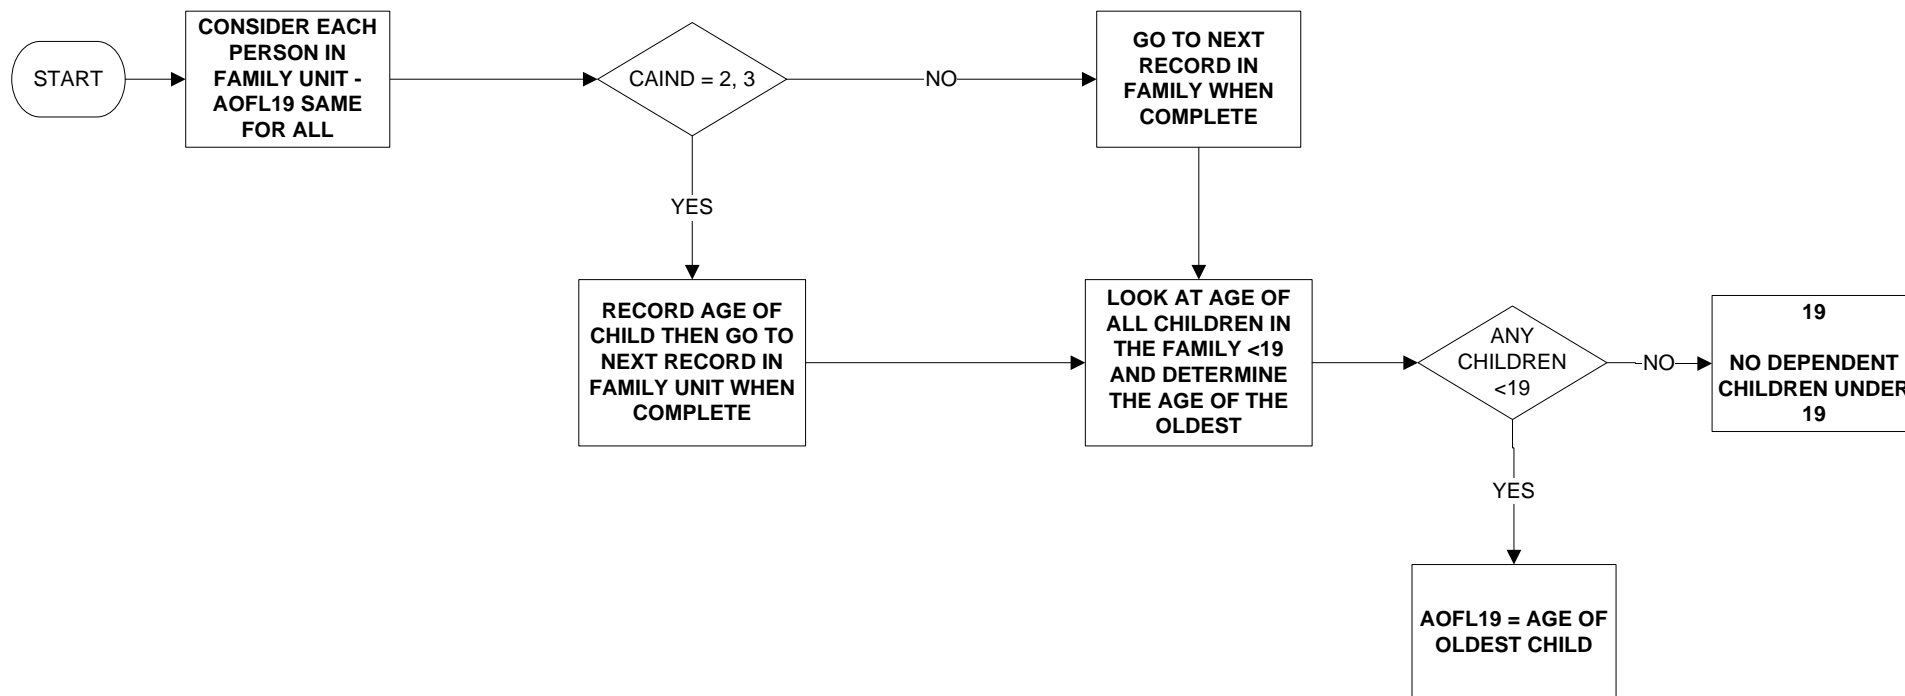 START
CONSIDER EACH
PERSON IN
FAMILY UNIT -
AOFL19 SAME
FOR ALL
CAIND = 2, 3
NO
GO TO NEXT
RECORD IN
FAMILY WHEN
COMPLETE
YES
RECORD AGE OF
CHILD THEN GO TO
NEXT RECORD IN
FAMILY UNIT WHEN
COMPLETE
LOOK AT AGE OF
ALL CHILDREN IN
THE FAMILY <19
AND DETERMINE
THE AGE OF THE
OLDEST
ANY
CHILDREN
<19
NO
19
NO DEPENDENT
CHILDREN UNDER
19
YES
AOFL19 = AGE OF
OLDEST CHILD